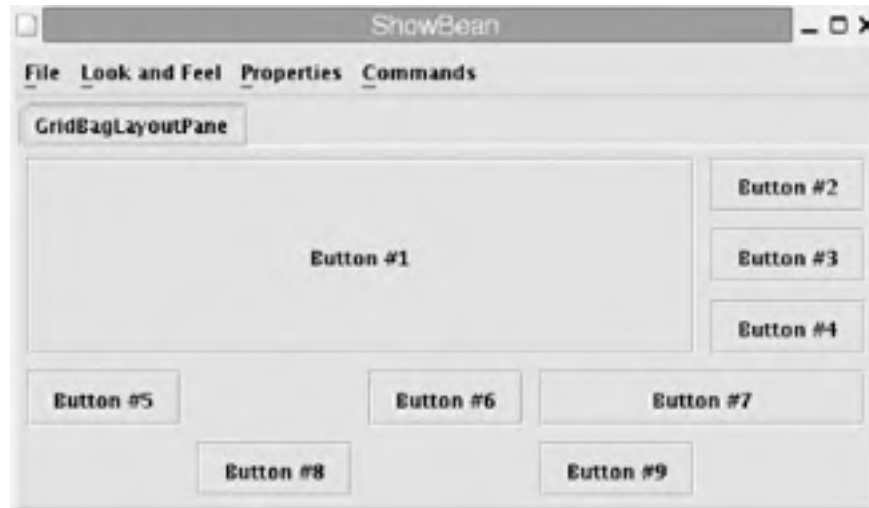 ShowBean
File Look and Feel Properties Commands
GridBagLayoutPane
Button #1
Button #2
Button #3
Button #4
Button #5 Button #6 Button #7
Button #8 Button #9